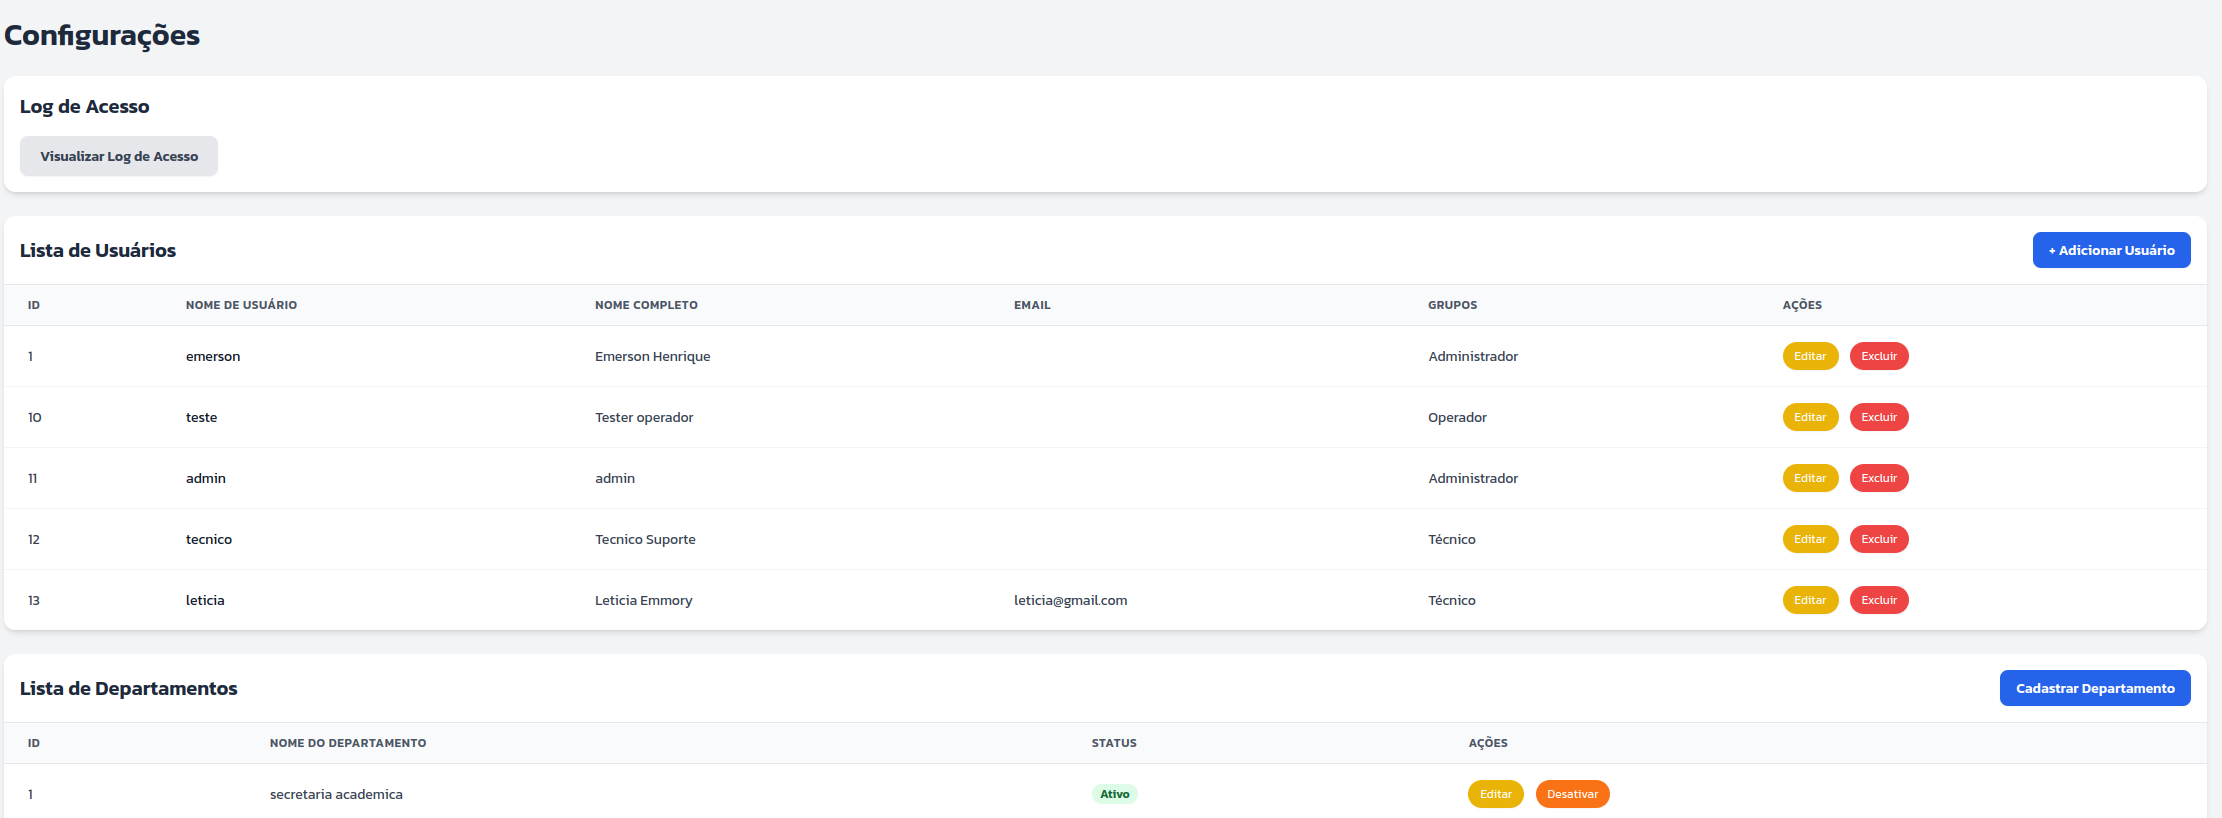 Configurações
Log de Acesso
Visualizar Log de Acesso
Lista de Usuários
+ Adicionar Usuário
ID NOME DE USUÁRIO NOME COMPLETO EMAIL GRUPOS AÇÕES
1 emerson Emerson Henrique Administrador Editar Excluir
10 teste Tester operador Operador Editar Excluir
11 admin admin Administrador Editar Excluir
12 tecnico Tecnico Suporte Técnico Editar Excluir
13 leticia Leticia Emmory leticia@gmail.com Técnico Editar Excluir
Lista de Departamentos
Cadastrar Departamento
ID NOME DO DEPARTAMENTO STATUS AÇÕES
1 secretaria academica Ativo Editar Desativar